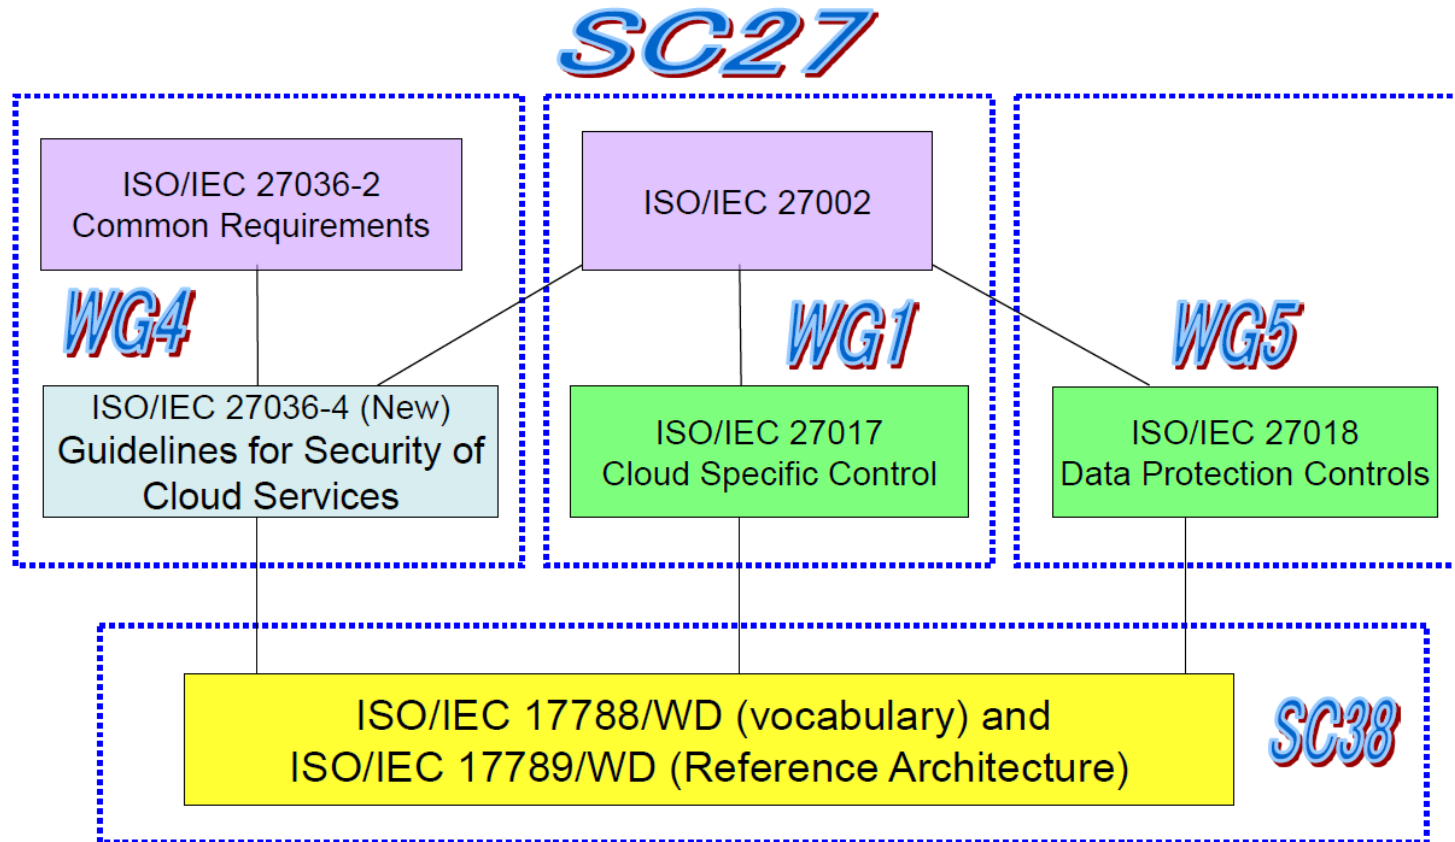 SC27
ISO/IEC 27036-2
Common Requirements
ISO/IEC 27002
WG4
WG1
WG5
ISO/IEC 27036-4 (New)
Guidelines for Security of
Cloud Services
ISO/IEC 27017
Cloud Specific Control
ISO/IEC 27018
Data Protection Controls
ISO/IEC 17788/WD (vocabulary) and
ISO/IEC 17789/WD (Reference Architecture)
SC38